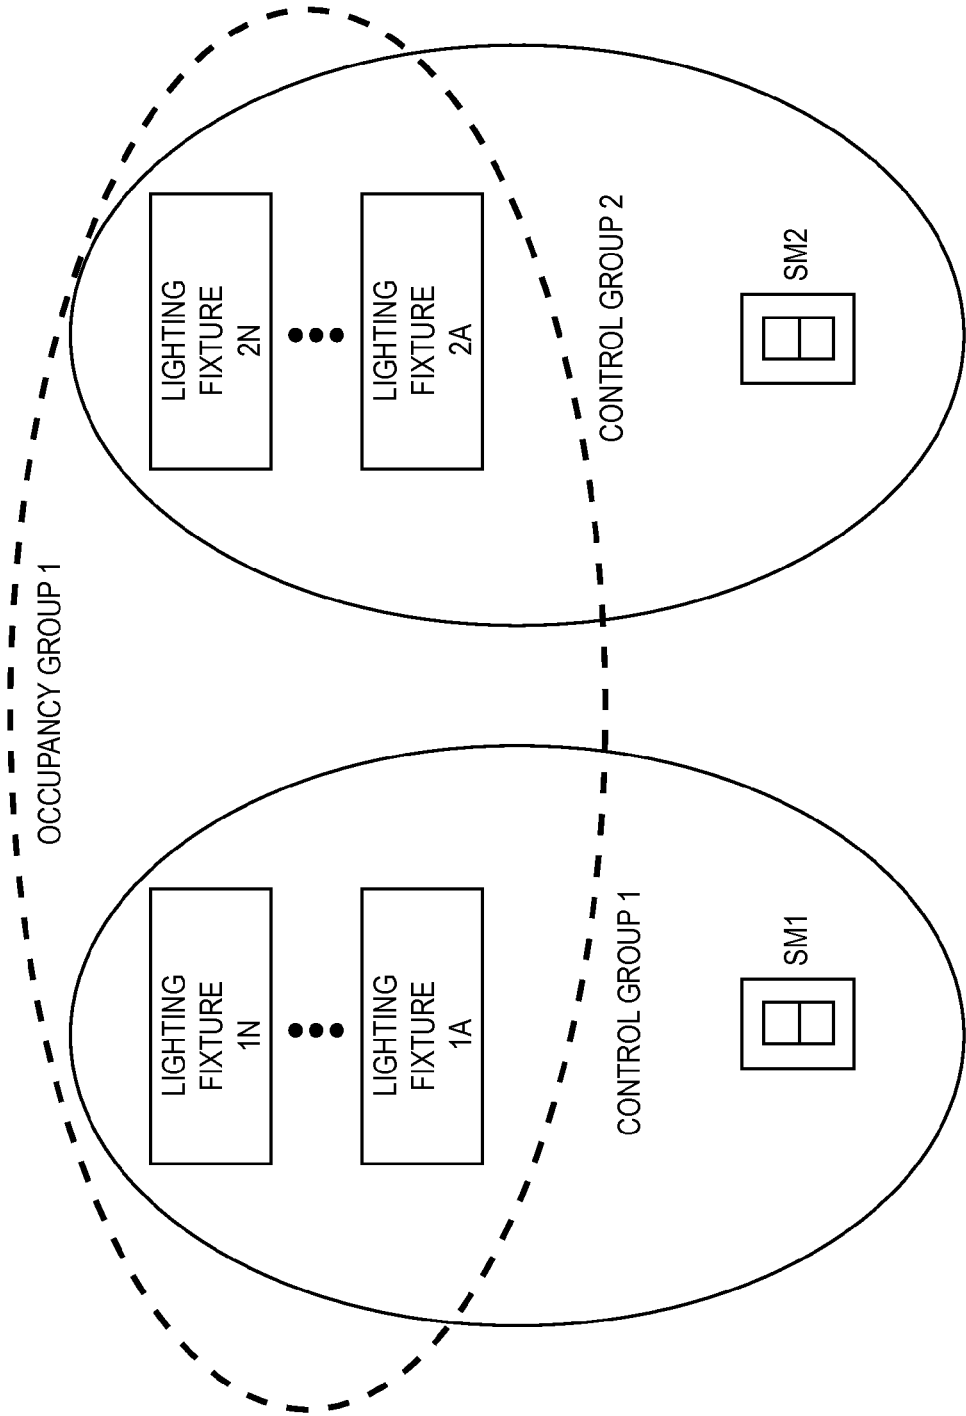 OCCUPANCY GROUP 1
LIGHTING
FIXTURE
1N
LIGHTING
FIXTURE
1A
CONTROL GROUP 1
SM1
LIGHTING
FIXTURE
2N
LIGHTING
FIXTURE
2A
CONTROL GROUP 2
SM2